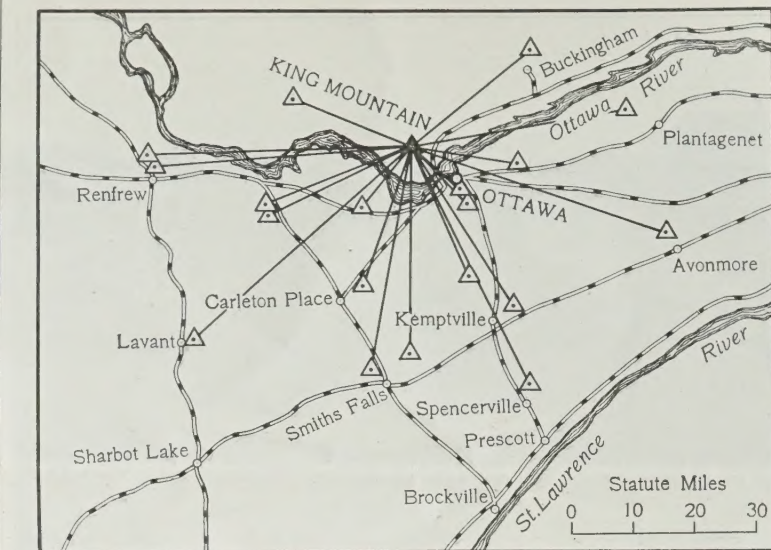 Buckingham
KING MOUNTAIN
Ottawa River
Plantagenet
Renfrew
OTTAWA
Avonmore
Carleton Place
Kemptville
Lavant
River
Smiths Falls
Spencerville
Prescott
Sharbot Lake
St. Lawrence
Statute Miles
Brockville
0 10 20 30